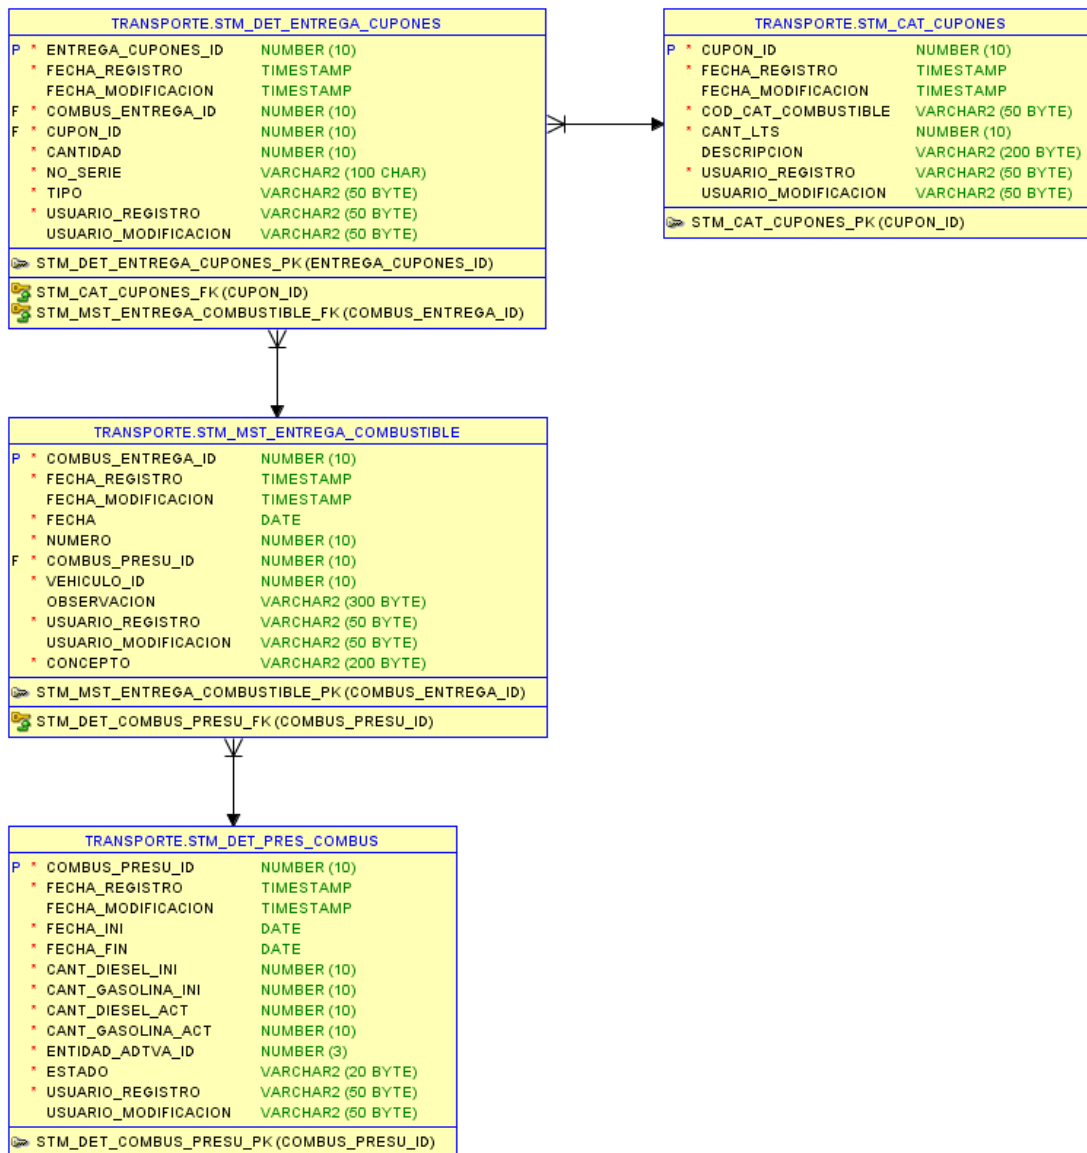 TRANSPORTE.STM_DET_ENTREGA_CUPONES
P * ENTREGA_CUPONES_ID NUMBER (10)
* FECHA_REGISTRO TIMESTAMP
FECHA_MODIFICACION TIMESTAMP
F * COMBUS_ENTREGA_ID NUMBER (10)
F * CUPON_ID NUMBER (10)
* CANTIDAD NUMBER (10)
* NO_SERIE VARCHAR2 (100 CHAR)
* TIPO VARCHAR2 (50 BYTE)
* USUARIO_REGISTRO VARCHAR2 (50 BYTE)
USUARIO_MODIFICACION VARCHAR2 (50 BYTE)
STM_DET_ENTREGA_CUPONES_PK (ENTREGA_CUPONES_ID)
STM_CAT_CUPONES_FK (CUPON_ID)
STM_MST_ENTREGA_COMBUSTIBLE_FK (COMBUS_ENTREGA_ID)
TRANSPORTE.STM_CAT_CUPONES
P * CUPON_ID NUMBER (10)
* FECHA_REGISTRO TIMESTAMP
FECHA_MODIFICACION TIMESTAMP
* COD_CAT_COMBUSTIBLE VARCHAR2 (50 BYTE)
* CANT_LTS NUMBER (10)
DESCRIPCION VARCHAR2 (200 BYTE)
* USUARIO_REGISTRO VARCHAR2 (50 BYTE)
USUARIO_MODIFICACION VARCHAR2 (50 BYTE)
STM_CAT_CUPONES_PK (CUPON_ID)
TRANSPORTE.STM_MST_ENTREGA_COMBUSTIBLE
P * COMBUS_ENTREGA_ID NUMBER (10)
* FECHA_REGISTRO TIMESTAMP
FECHA_MODIFICACION TIMESTAMP
* FECHA DATE
* NUMERO NUMBER (10)
F * COMBUS_PRESU_ID NUMBER (10)
* VEHICULO_ID NUMBER (10)
OBSERVACION VARCHAR2 (300 BYTE)
* USUARIO_REGISTRO VARCHAR2 (50 BYTE)
USUARIO_MODIFICACION VARCHAR2 (50 BYTE)
* CONCEPTO VARCHAR2 (200 BYTE)
STM_MST_ENTREGA_COMBUSTIBLE_PK (COMBUS_ENTREGA_ID)
STM_DET_COMBUS_PRESU_FK (COMBUS_PRESU_ID)
TRANSPORTE.STM_DET_PRES_COMBUS
P * COMBUS_PRESU_ID NUMBER (10)
* FECHA_REGISTRO TIMESTAMP
FECHA_MODIFICACION TIMESTAMP
* FECHA_INI DATE
* FECHA_FIN DATE
* CANT_DIESEL_INI NUMBER (10)
* CANT_GASOLINA_INI NUMBER (10)
* CANT_DIESEL_ACT NUMBER (10)
* CANT_GASOLINA_ACT NUMBER (10)
* ENTIDAD_ADTVA_ID NUMBER (3)
* ESTADO VARCHAR2 (20 BYTE)
* USUARIO_REGISTRO VARCHAR2 (50 BYTE)
USUARIO_MODIFICACION VARCHAR2 (50 BYTE)
STM_DET_COMBUS_PRESU_PK (COMBUS_PRESU_ID)